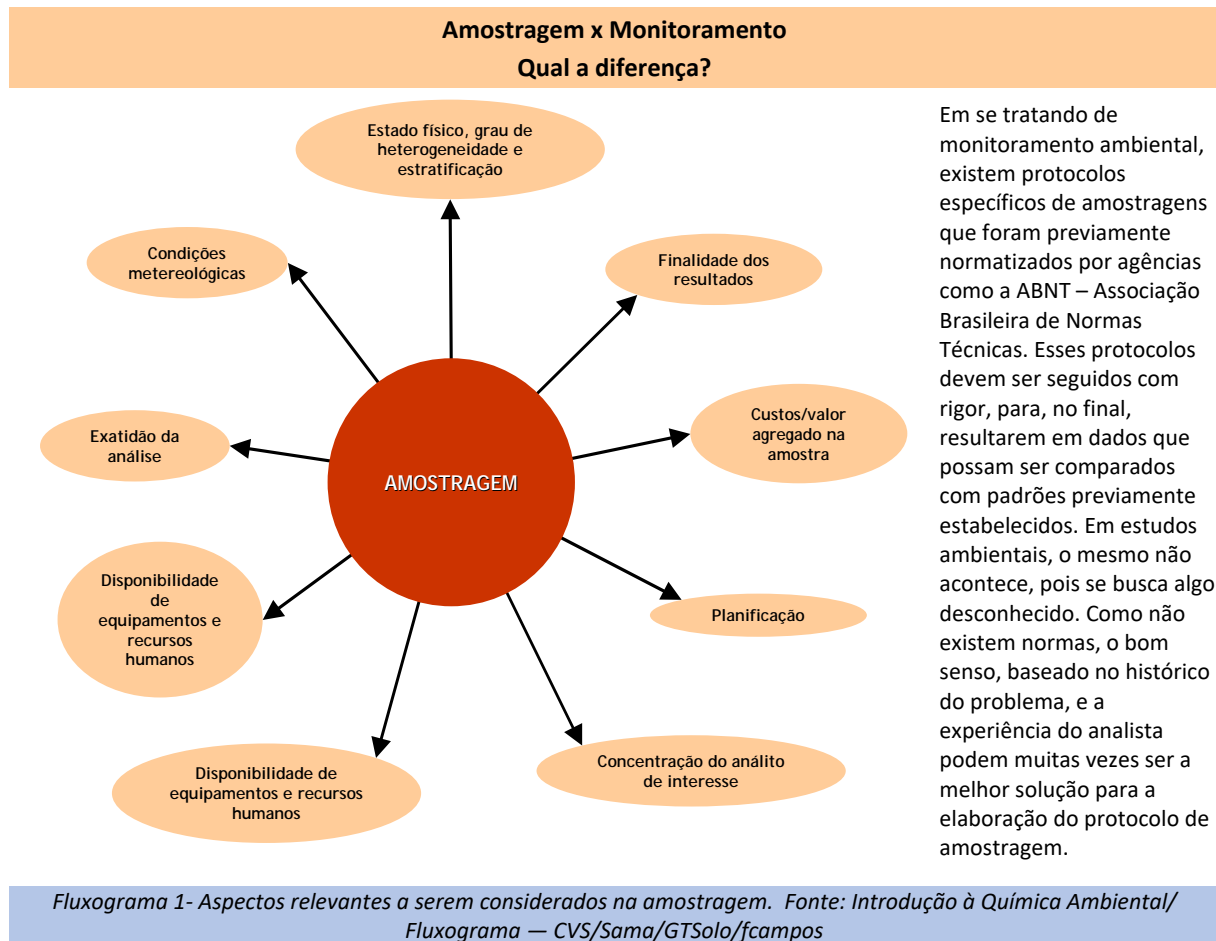 Amostragem x Monitoramento
Qual a diferença?
Estado físico, grau de
heterogeneidade e
estratificação
Condições
metereológicas
Finalidade dos
resultados
Exatidão da
análise
AMOSTRAGEM
Custos/valor
agregado na
amostra
Disponibilidade
de
equipamentos e
recursos
humanos
Planificação
Disponibilidade de
equipamentos e recursos
humanos
Concentração do análito
de interesse
Em se tratando de
monitoramento ambiental,
existem protocolos
específicos de amostragens
que foram previamente
normatizados por agências
como a ABNT – Associação
Brasileira de Normas
Técnicas. Esses protocolos
devem ser seguidos com
rigor, para, no final,
resultarem em dados que
possam ser comparados
com padrões previamente
estabelecidos. Em estudos
ambientais, o mesmo não
acontece, pois se busca algo
desconhecido. Como não
existem normas, o bom
senso, baseado no histórico
do problema, e a
experiência do analista
podem muitas vezes ser a
melhor solução para a
elaboração do protocolo de
amostragem.
Fluxograma 1- Aspectos relevantes a serem considerados na amostragem. Fonte: Introdução à Química Ambiental/
Fluxograma — CVS/Sama/GTSolo/fcampos